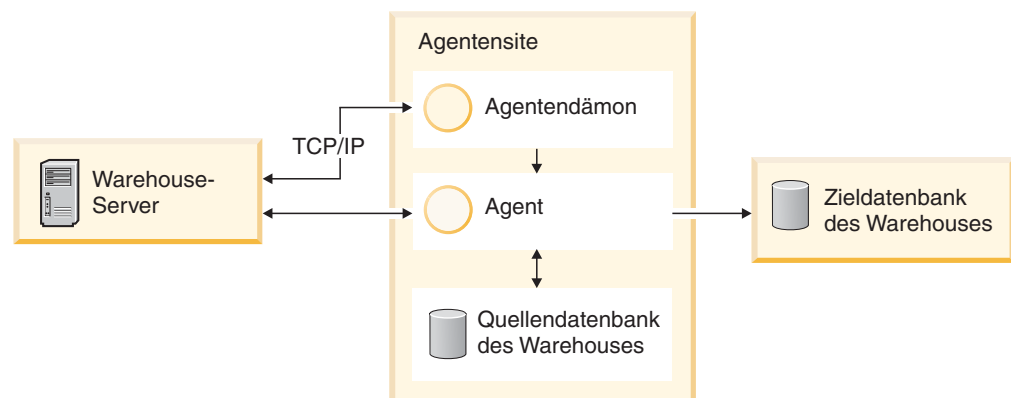 Agentensite
Agentendämon
TCP/IP
Warehouse-
Server
Agent
Zieldatenbank
des Warehouses
Quellendatenbank
des Warehouses